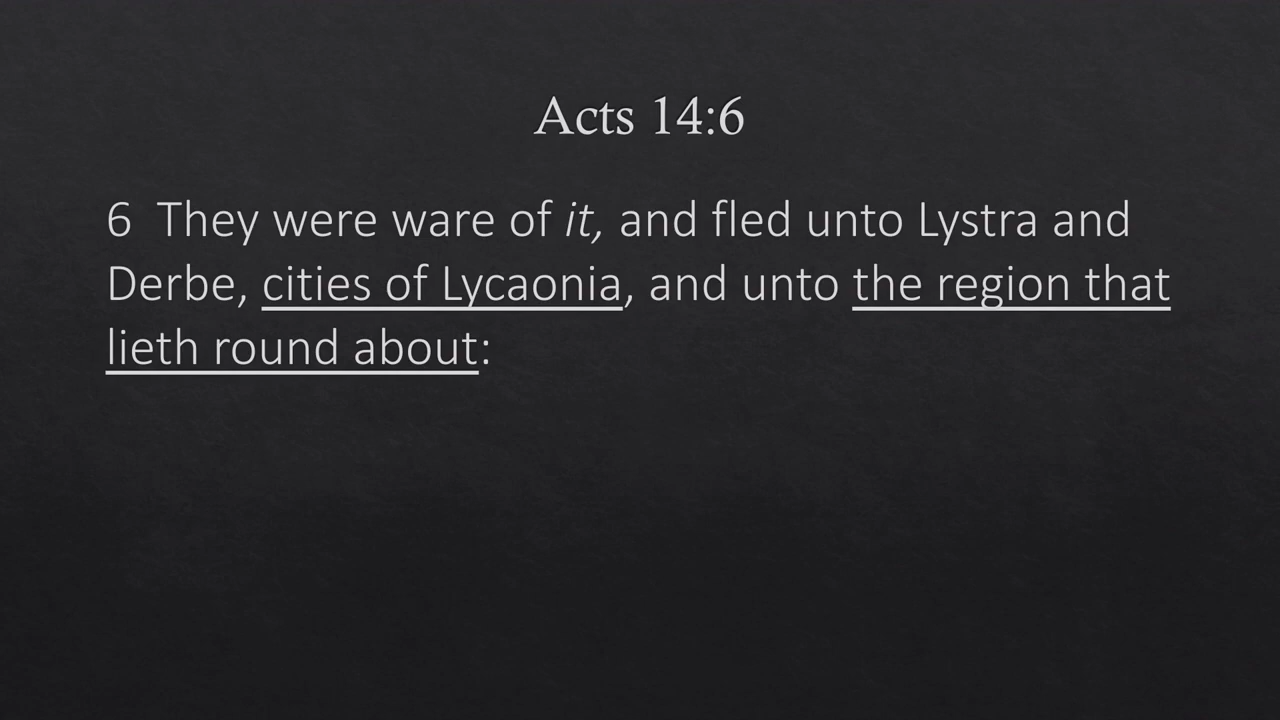 Acts 14:6
6 They were ware of it, and fled unto Lystra and
Derbe, cities of Lycaonia, and unto the region that
lieth round about: